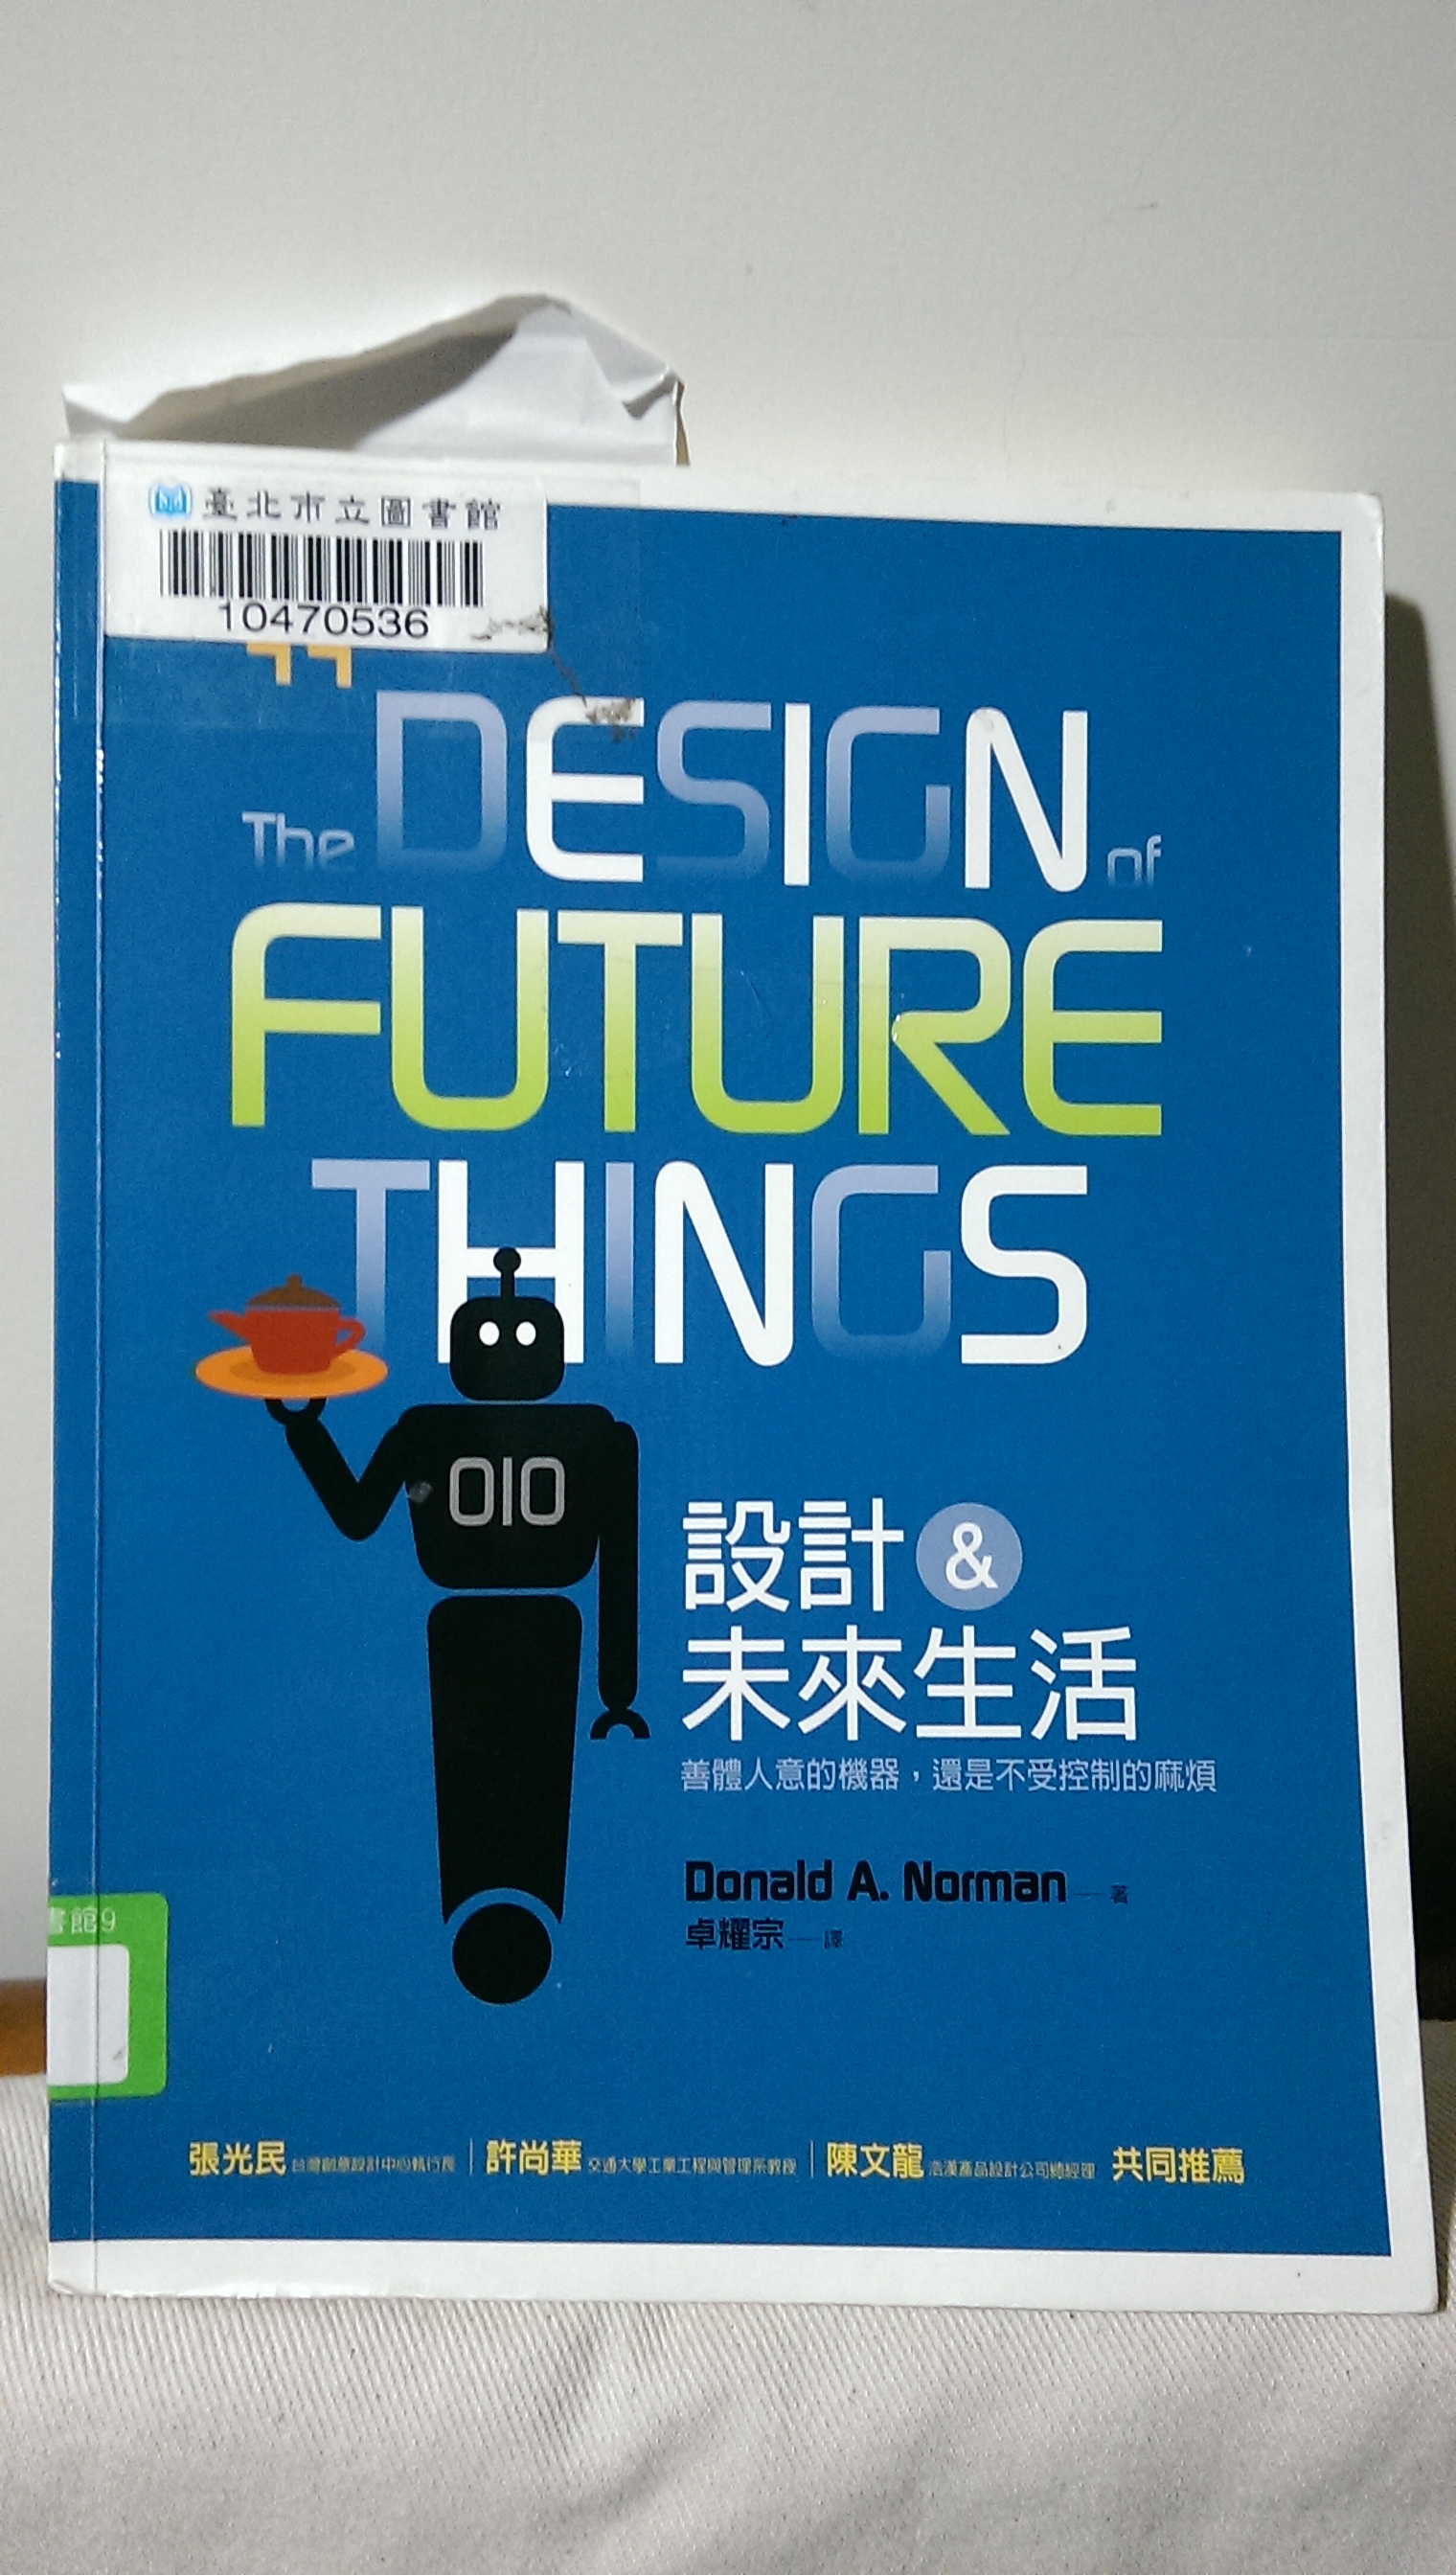 臺北市立圖書館
10470536
The DESIGN of
FUTURE
THINGS
010
設計&
未來生活
善體人意的機器，還是不受控制的麻煩
Donald A. Norman — 著
卓耀宗 — 譯
書館9
張光民 台灣創意設計中心執行長 | 許尚華 交通大學工業工程與管理系教授 | 陳文龍 浩漢產品設計公司總經理 共同推薦